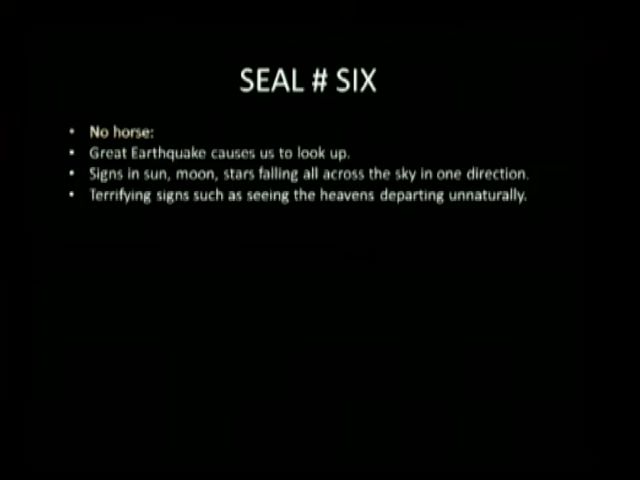 SEAL # SIX
• No horse:
• Great Earthquake causes us to look up.
• Signs in sun, moon, stars falling all across the sky in one direction.
• Terrifying signs such as seeing the heavens departing unnaturally.